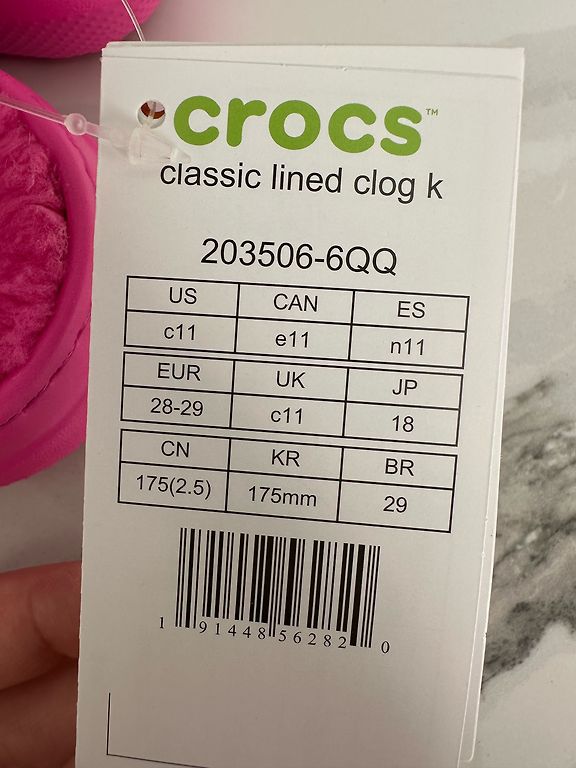 crocs™
classic lined clog k
203506-6QQ
US CAN ES
c11 e11 n11
EUR UK JP
28-29 c11 18
CN KR BR
175(2.5) 175mm 29
1 91448 56282 0